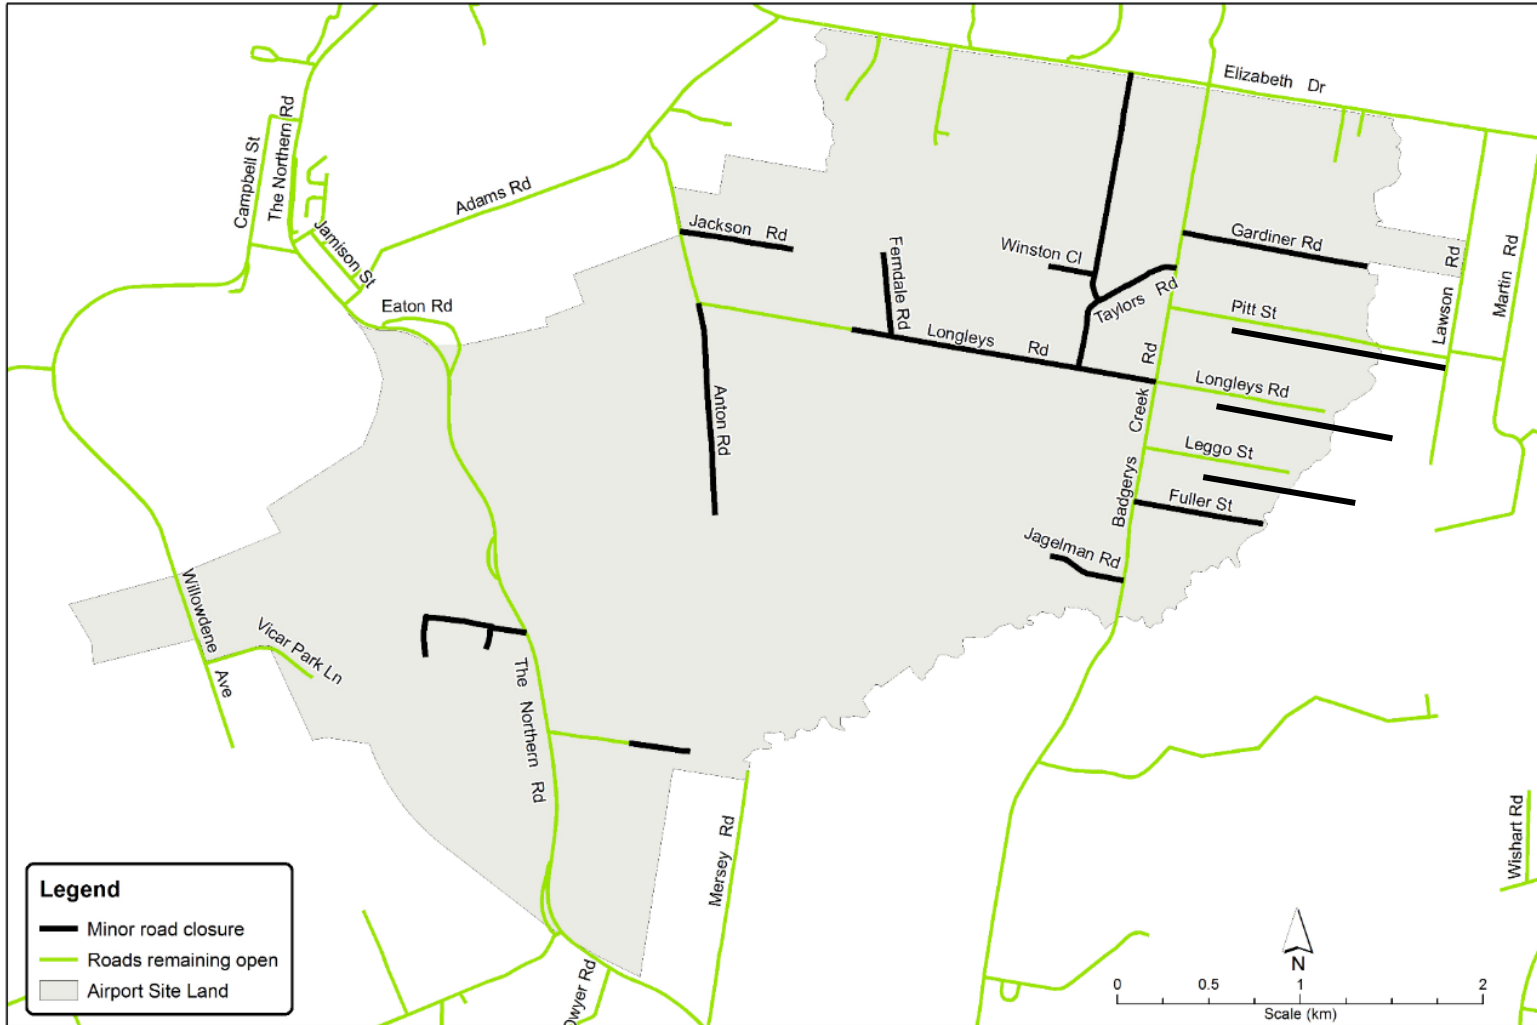 Elizabeth Dr
Campbell St
The Northern Rd
Adams Rd
Jamison St
Jackson Rd
Ferndale Rd
Winston Cl
Gardiner Rd
Taylors Rd
Lawson Rd
Martin Rd
Eaton Rd
Pitt St
Longleys Rd
Longleys Rd
Anton Rd
Badgerys Creek Rd
Leggo St
Fuller St
Jagelman Rd
Willowdene Ave
Vicar Park Ln
The Northern Rd
Mersey Rd
Wishart Rd
Dwyer Rd
Legend
Minor road closure
Roads remaining open
Airport Site Land
N
0 0.5 1 2
Scale (km)